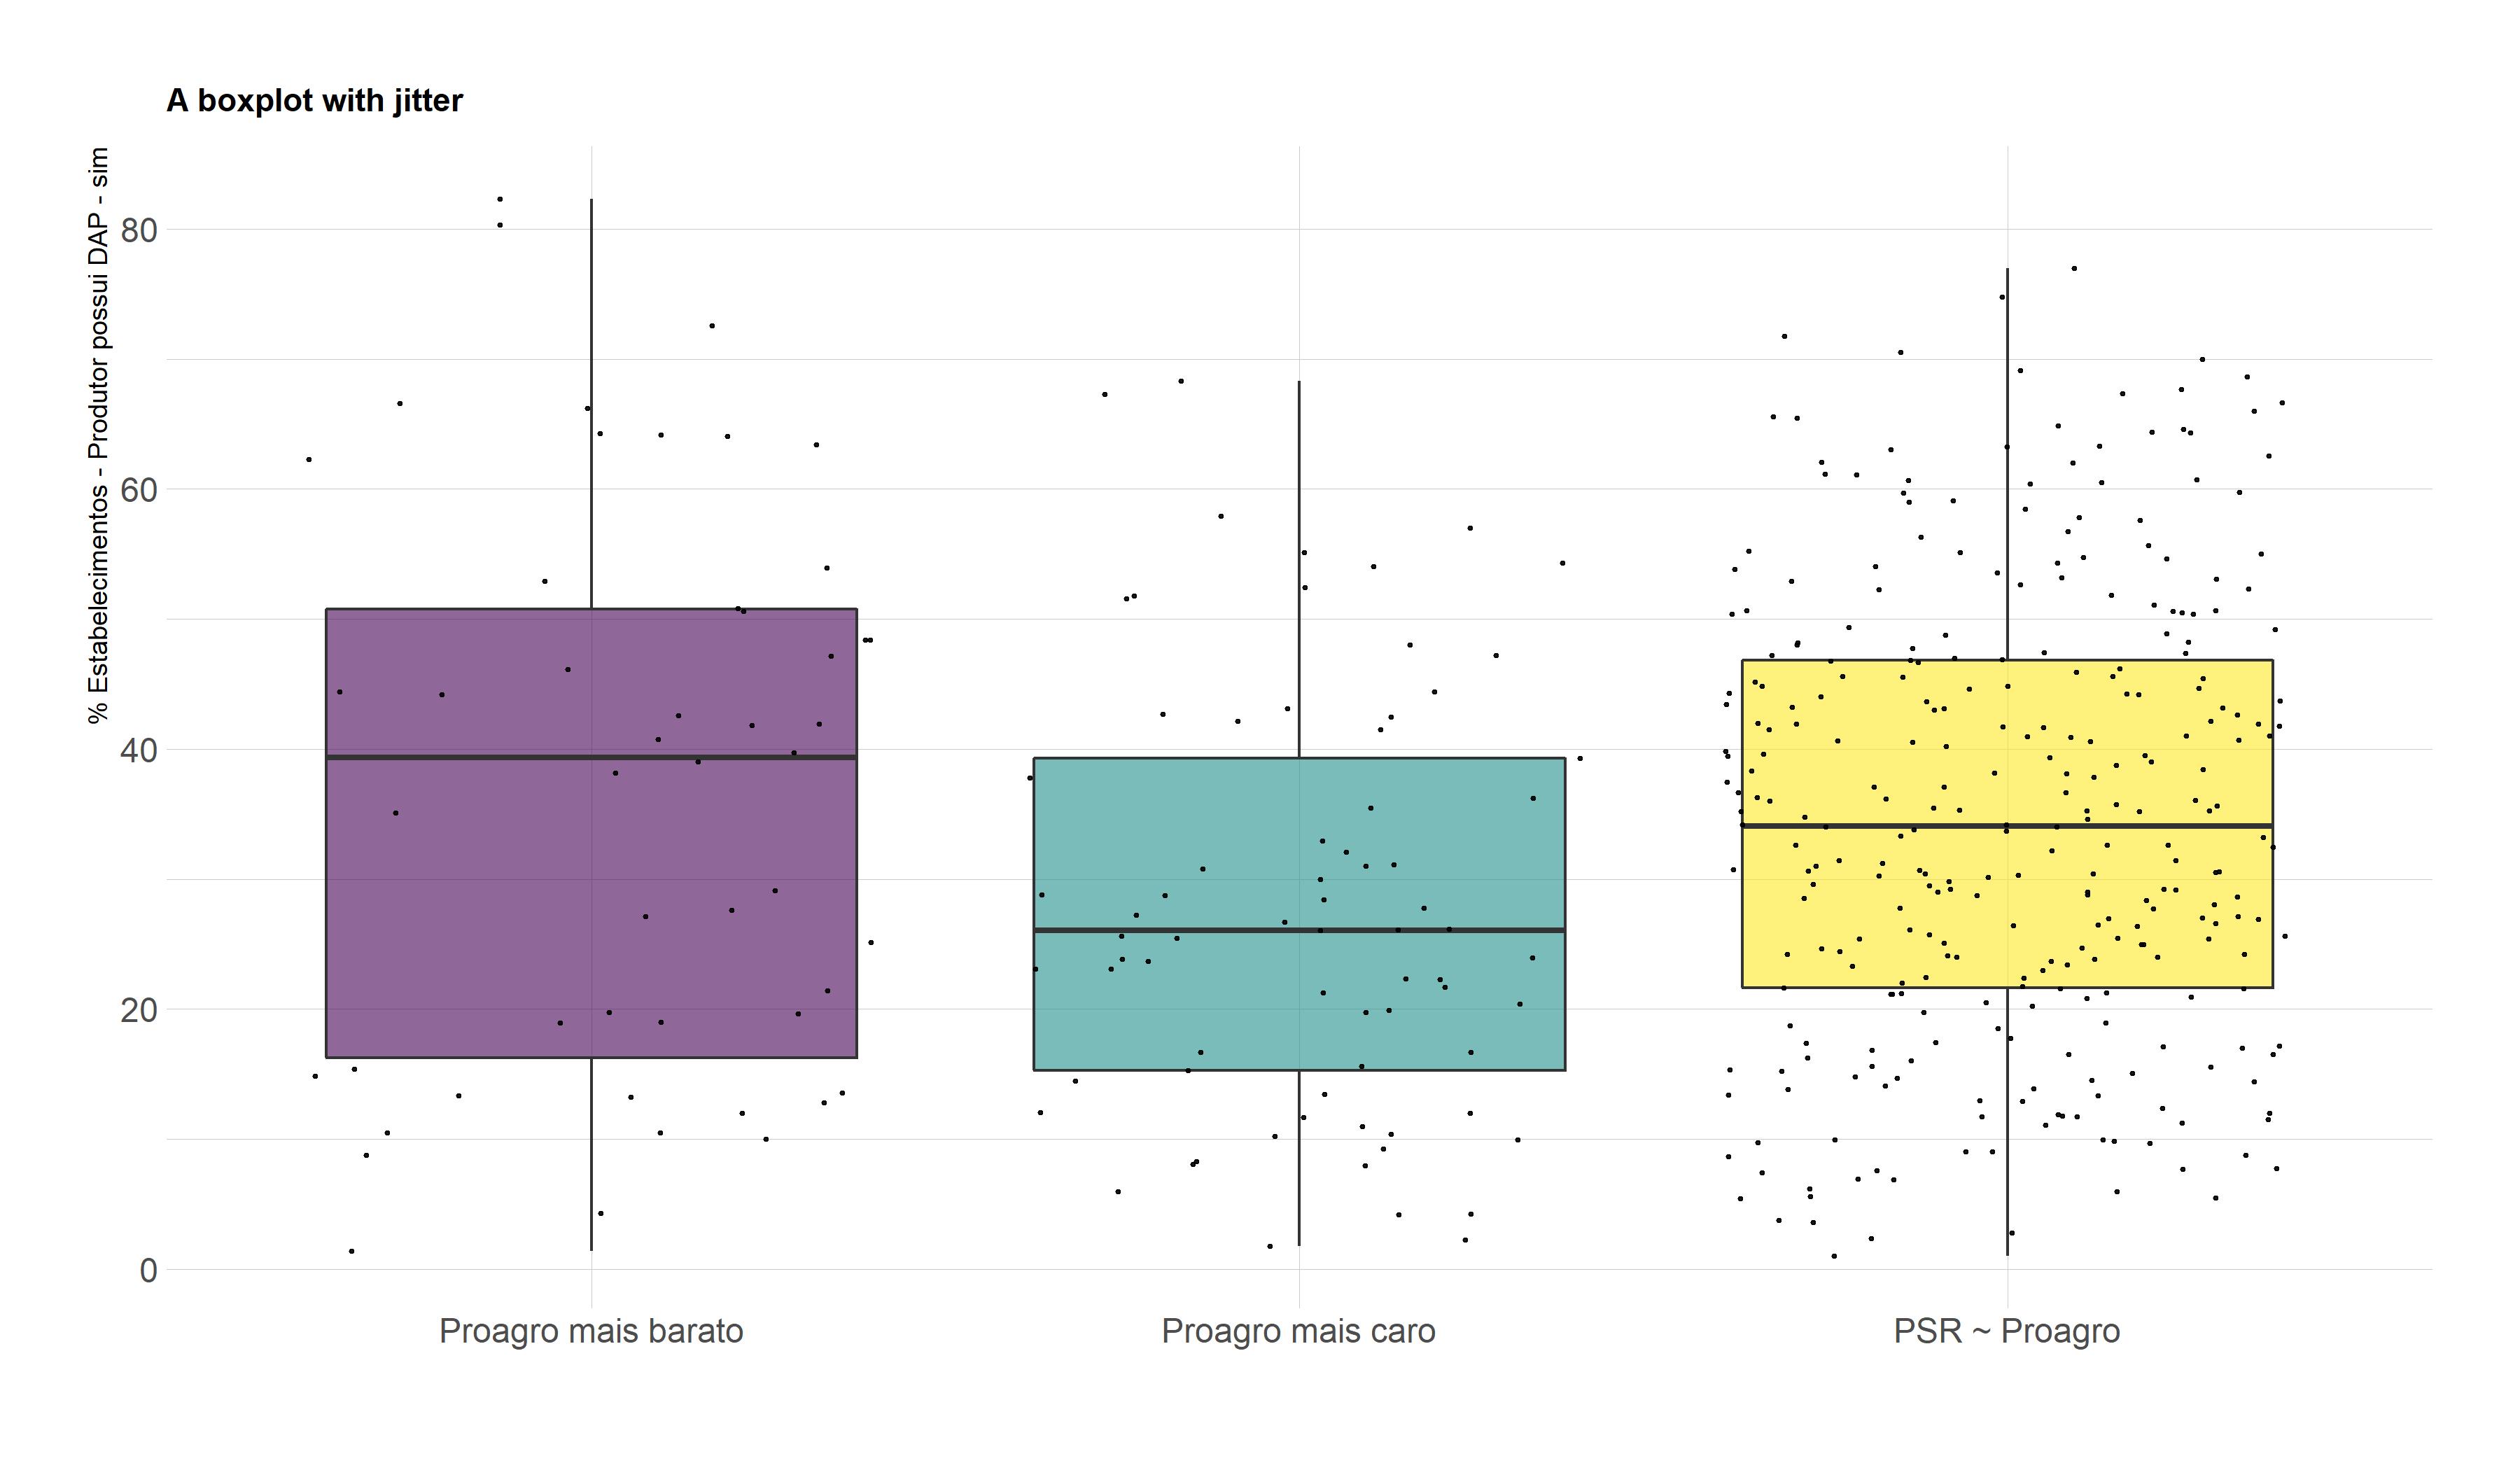 A boxplot with jitter
% Estabelecimentos - Produtor possui DAP - sim
80
60
40
20
0
Proagro mais barato
Proagro mais caro
PSR ~ Proagro